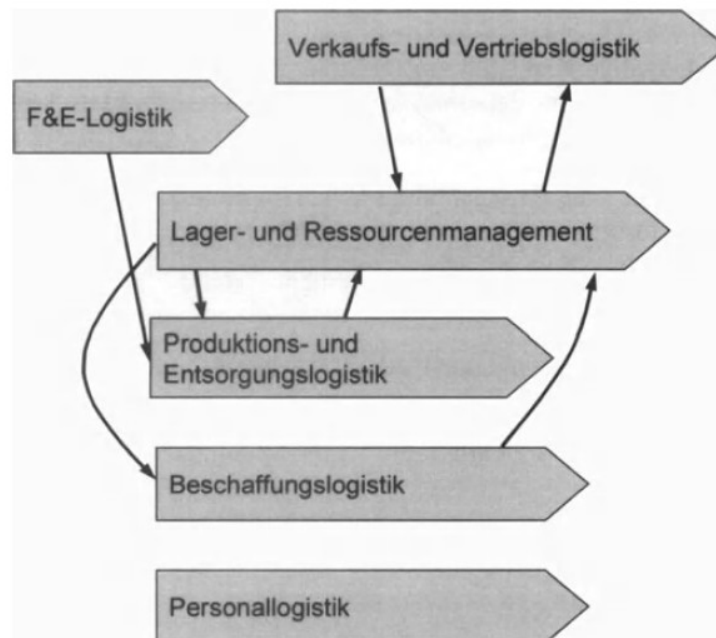 Verkaufs- und Vertriebslogistik
F&E-Logistik
Lager- und Ressourcenmanagement
Produktions- und
Entsorgungslogistik
Beschaffungslogistik
Personallogistik